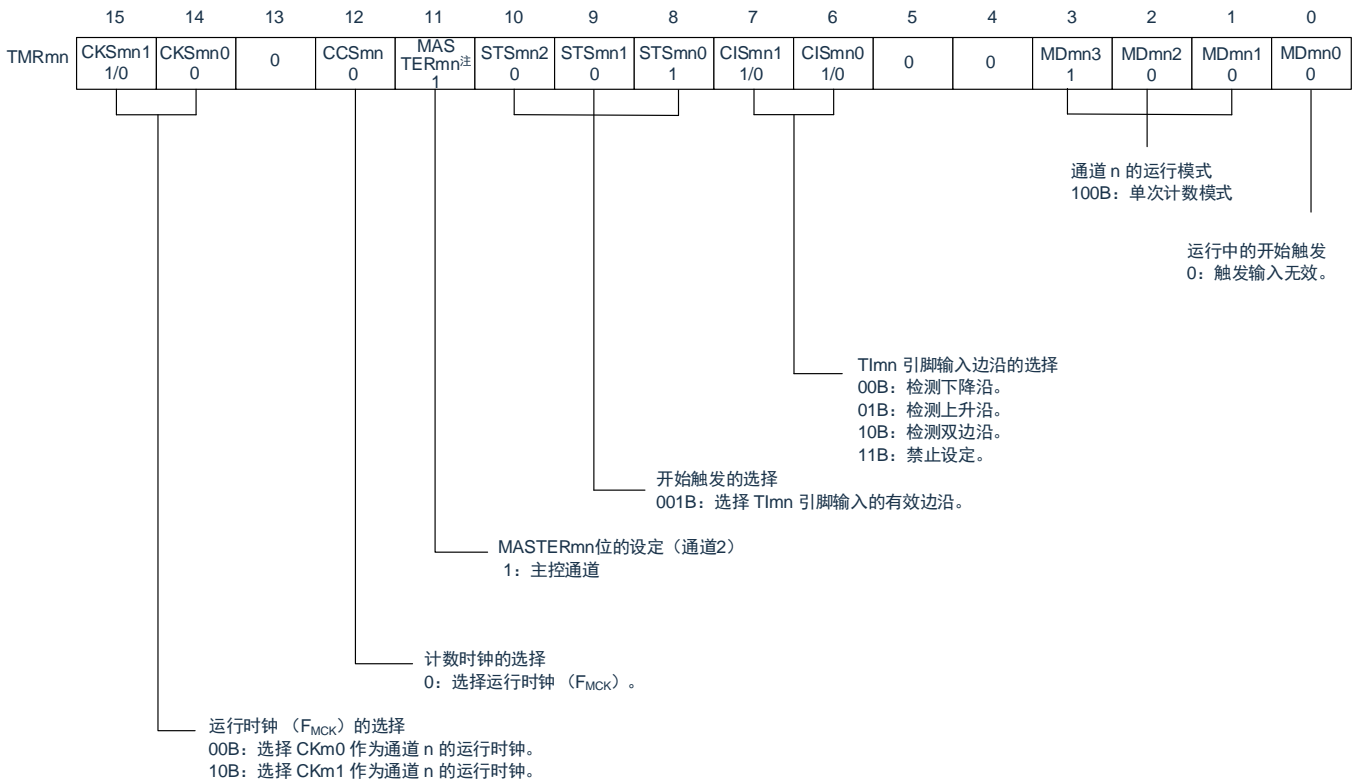 15 14 13 12 11 10 9 8 7 6 5 4 3 2 1 0
TMRmn CKSmn1 CKSmn0 0 CCSmn MAS STSmn2 STSmn1 STSmn0 CISmn1 CISmn0 0 0 MDmn3 MDmn2 MDmn1 MDmn0
TERmn注
1/0 0 0 1 0 0 1 1/0 1/0 1 0 0 0
通道 n 的运行模式
100B：单次计数模式
运行中的开始触发
0：触发输入无效。
TImn 引脚输入边沿的选择
00B：检测下降沿。
01B：检测上升沿。
10B：检测双边沿。
11B：禁止设定。
开始触发的选择
001B：选择 TImn 引脚输入的有效边沿。
MASTERmn位的设定（通道2）
1：主控通道
计数时钟的选择
0：选择运行时钟 （FMCK）。
运行时钟 （FMCK）的选择
00B：选择 CKm0 作为通道 n 的运行时钟。
10B：选择 CKm1 作为通道 n 的运行时钟。